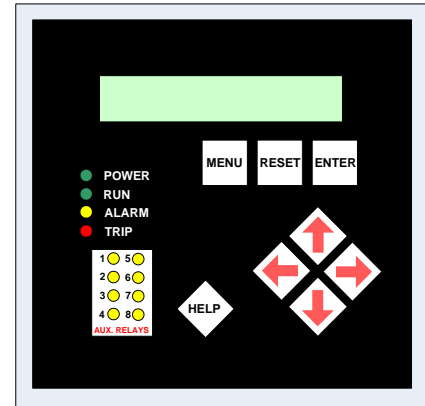 MENU RESET ENTER
POWER
RUN
ALARM
TRIP
1 5
2 6
3 7
4 8
AUX. RELAYS
HELP